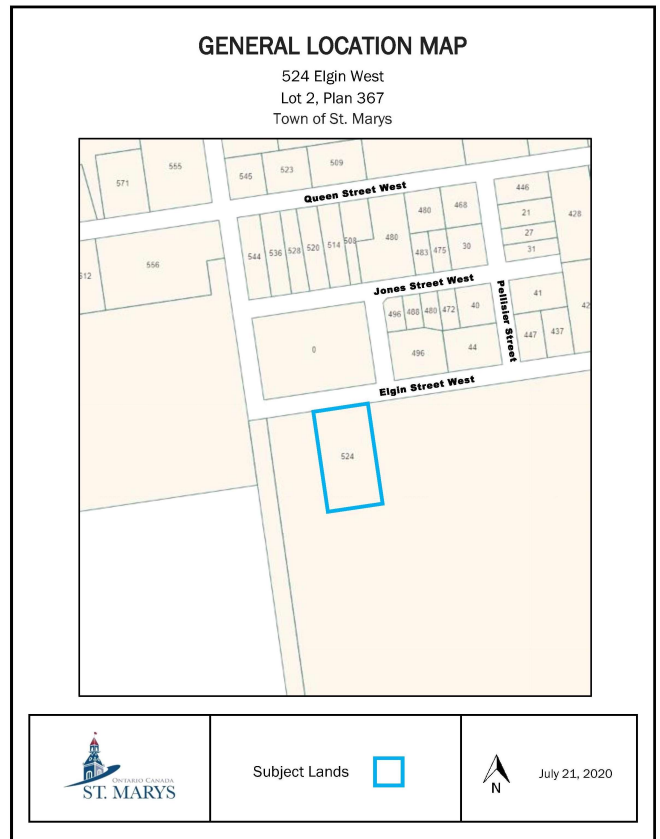 GENERAL LOCATION MAP
524 Elgin West
Lot 2, Plan 367
Town of St. Marys
571
555
545
523
509
Queen Street West
446
21
27
31
428
480
468
544
536
528
520
514
508
480
483
475
30
512
556
Jones Street West
Pellisier Street
41
496
488
480
472
40
447
437
0
496
44
Elgin Street West
524
ONTARIO CANADA
ST. MARYS
Subject Lands
N
July 21, 2020